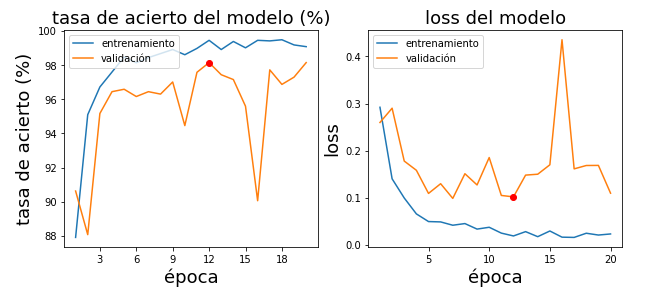 tasa de acierto del modelo (%)
entrenamiento
validación
tasa de acierto (%)
100
98
96
94
92
90
88
3 6 9 12 15 18
época
loss del modelo
entrenamiento
validación
loss
0.4
0.3
0.2
0.1
0.0
5 10 15 20
época